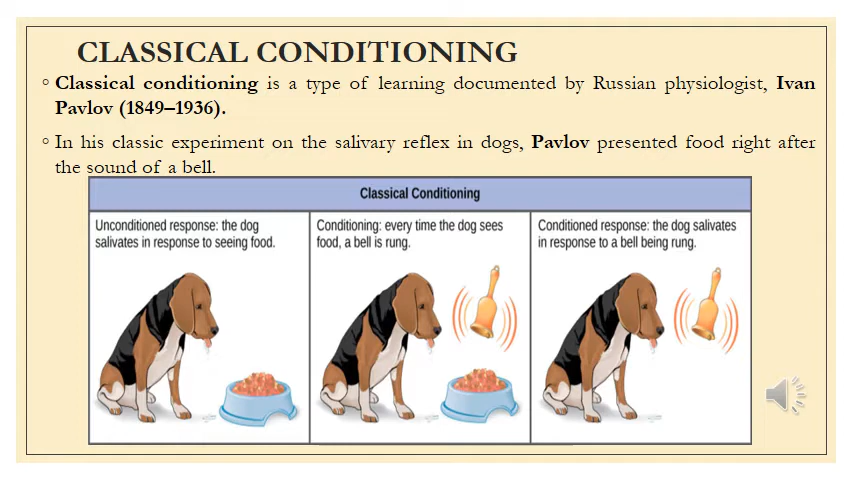 CLASSICAL CONDITIONING
◦ Classical conditioning is a type of learning documented by Russian physiologist, Ivan
Pavlov (1849–1936).
◦ In his classic experiment on the salivary reflex in dogs, Pavlov presented food right after
the sound of a bell.
Classical Conditioning
Unconditioned response: the dog
salivates in response to seeing food.
Conditioning: every time the dog sees
food, a bell is rung.
Conditioned response: the dog salivates
in response to a bell being rung.